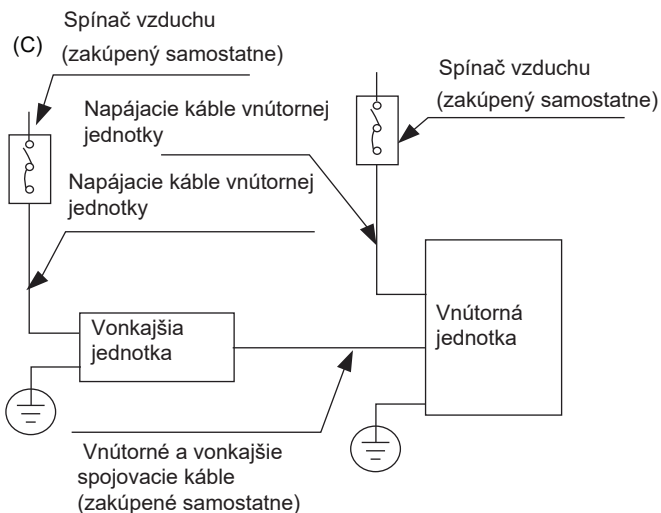 (C)
Spínač vzduchu
(zakúpený samostatne)
Spínač vzduchu
(zakúpený samostatne)
Napájacie káble vnútornej
jednotky
Napájacie káble vnútornej
jednotky
Vonkajšia
jednotka
Vnútorná
jednotka
Vnútorné a vonkajšie
spojovacie káble
(zakúpené samostatne)